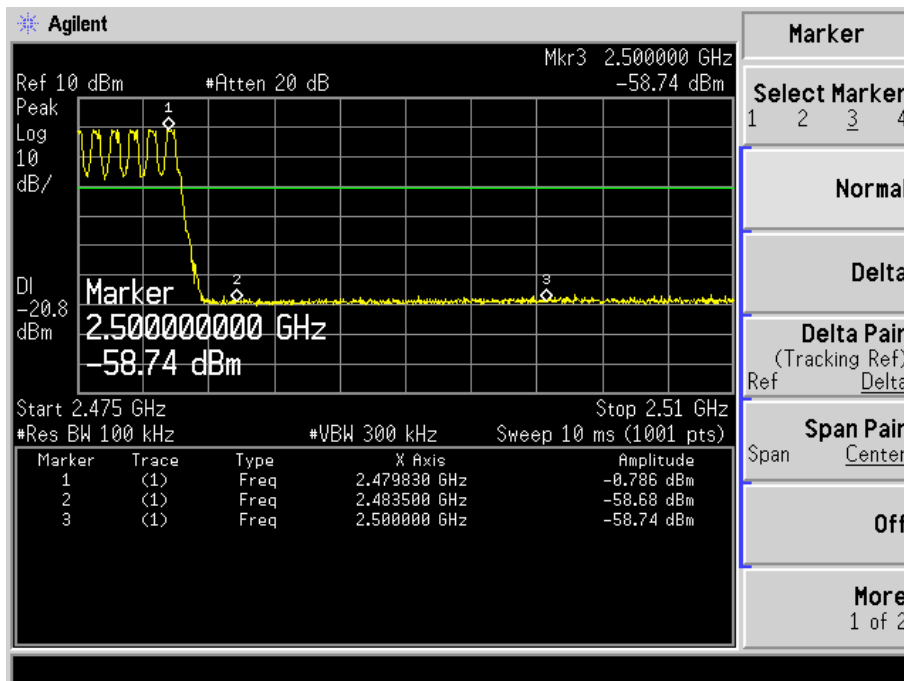 Agilent
Marker
Mkr3 2.500000 GHz
Ref 10 dBm #Atten 20 dB -58.74 dBm
Peak
Log
10
dB/
1
2
3
DI
-20.8
dBm
Marker
2.500000000 GHz
-58.74 dBm
Start 2.475 GHz Stop 2.51 GHz
#Res BW 100 kHz #VBW 300 kHz Sweep 10 ms (1001 pts)
Marker Trace Type X Axis Amplitude
1 (1) Freq 2.479830 GHz -0.786 dBm
2 (1) Freq 2.483500 GHz -58.68 dBm
3 (1) Freq 2.500000 GHz -58.74 dBm
Select Marker
1 2 3 4
Normal
Delta
Delta Pair
(Tracking Ref)
Ref Delta
Span Pair
Span Center
Off
More
1 of 2